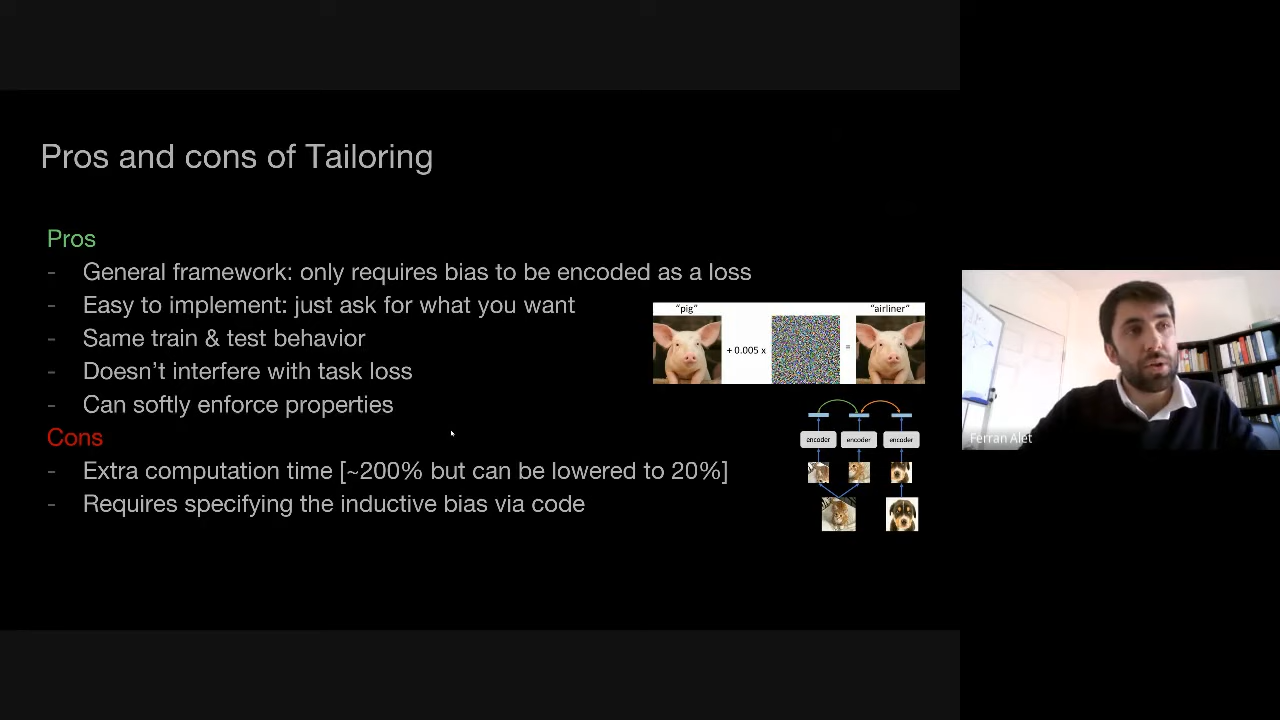 Pros and cons of Tailoring
Pros
- General framework: only requires bias to be encoded as a loss
- Easy to implement: just ask for what you want
- Same train & test behavior
- Doesn’t interfere with task loss
- Can softly enforce properties
Cons
- Extra computation time [~200% but can be lowered to 20%]
- Requires specifying the inductive bias via code
“pig” “airliner”
+ 0.005 x =
encoder encoder encoder
Ferran Alet